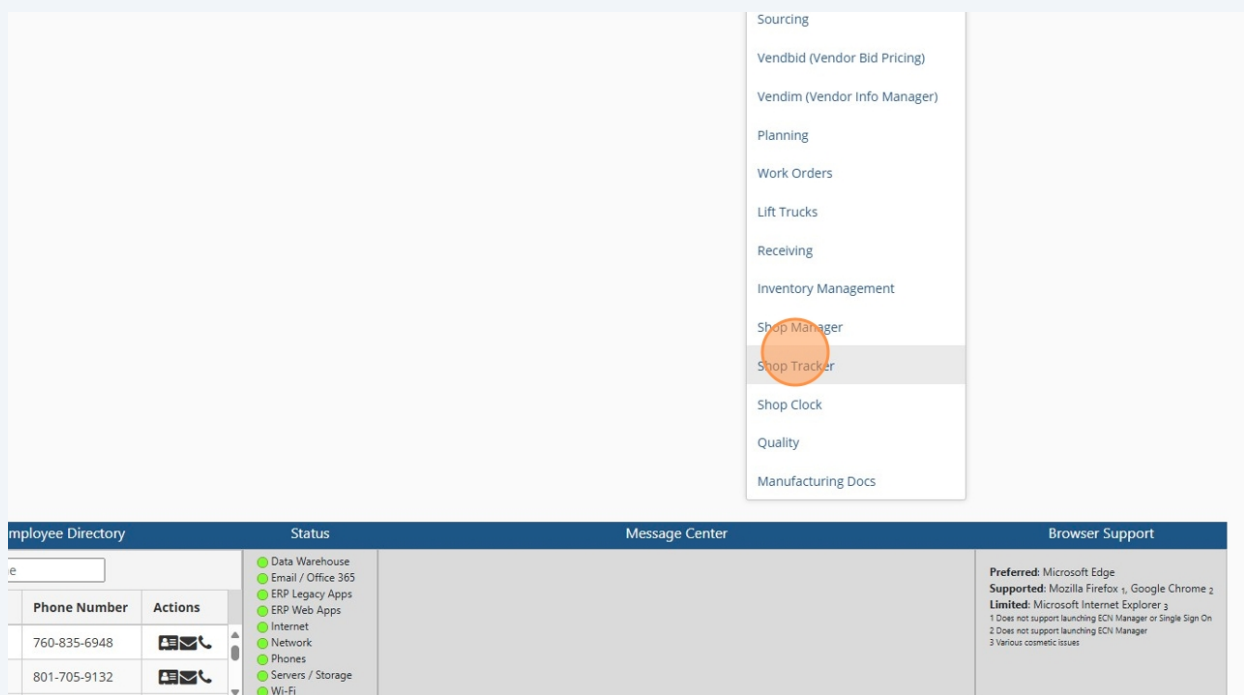 Sourcing
Vendbid (Vendor Bid Pricing)
Vendim (Vendor Info Manager)
Planning
Work Orders
Lift Trucks
Receiving
Inventory Management
Shop Manager
Shop Tracker
Shop Clock
Quality
Manufacturing Docs
mployee Directory
e
Phone Number Actions
760-835-6948
801-705-9132
Status
Data Warehouse
Email / Office 365
ERP Legacy Apps
ERP Web Apps
Internet
Network
Phones
Servers / Storage
Wi-Fi
Message Center
Browser Support
Preferred: Microsoft Edge
Supported: Mozilla Firefox 1, Google Chrome 2
Limited: Microsoft Internet Explorer 3
1 Does not support launching ECN Manager or Single Sign On
2 Does not support launching ECN Manager
3 Various cosmetic issues